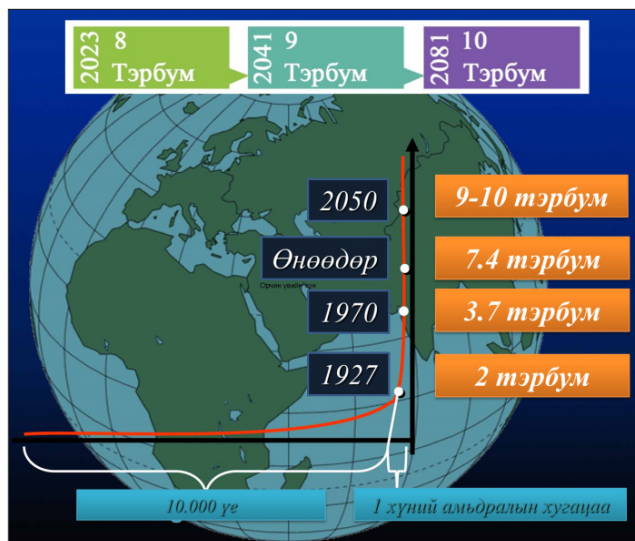 2023
8
Тэрбум
2041
9
Тэрбум
2081
10
Тэрбум
2050
9-10 тэрбум
Өнөөдөр
7.4 тэрбум
1970
3.7 тэрбум
1927
2 тэрбум
10.000 үе
1 хүний амьдралын хугацаа